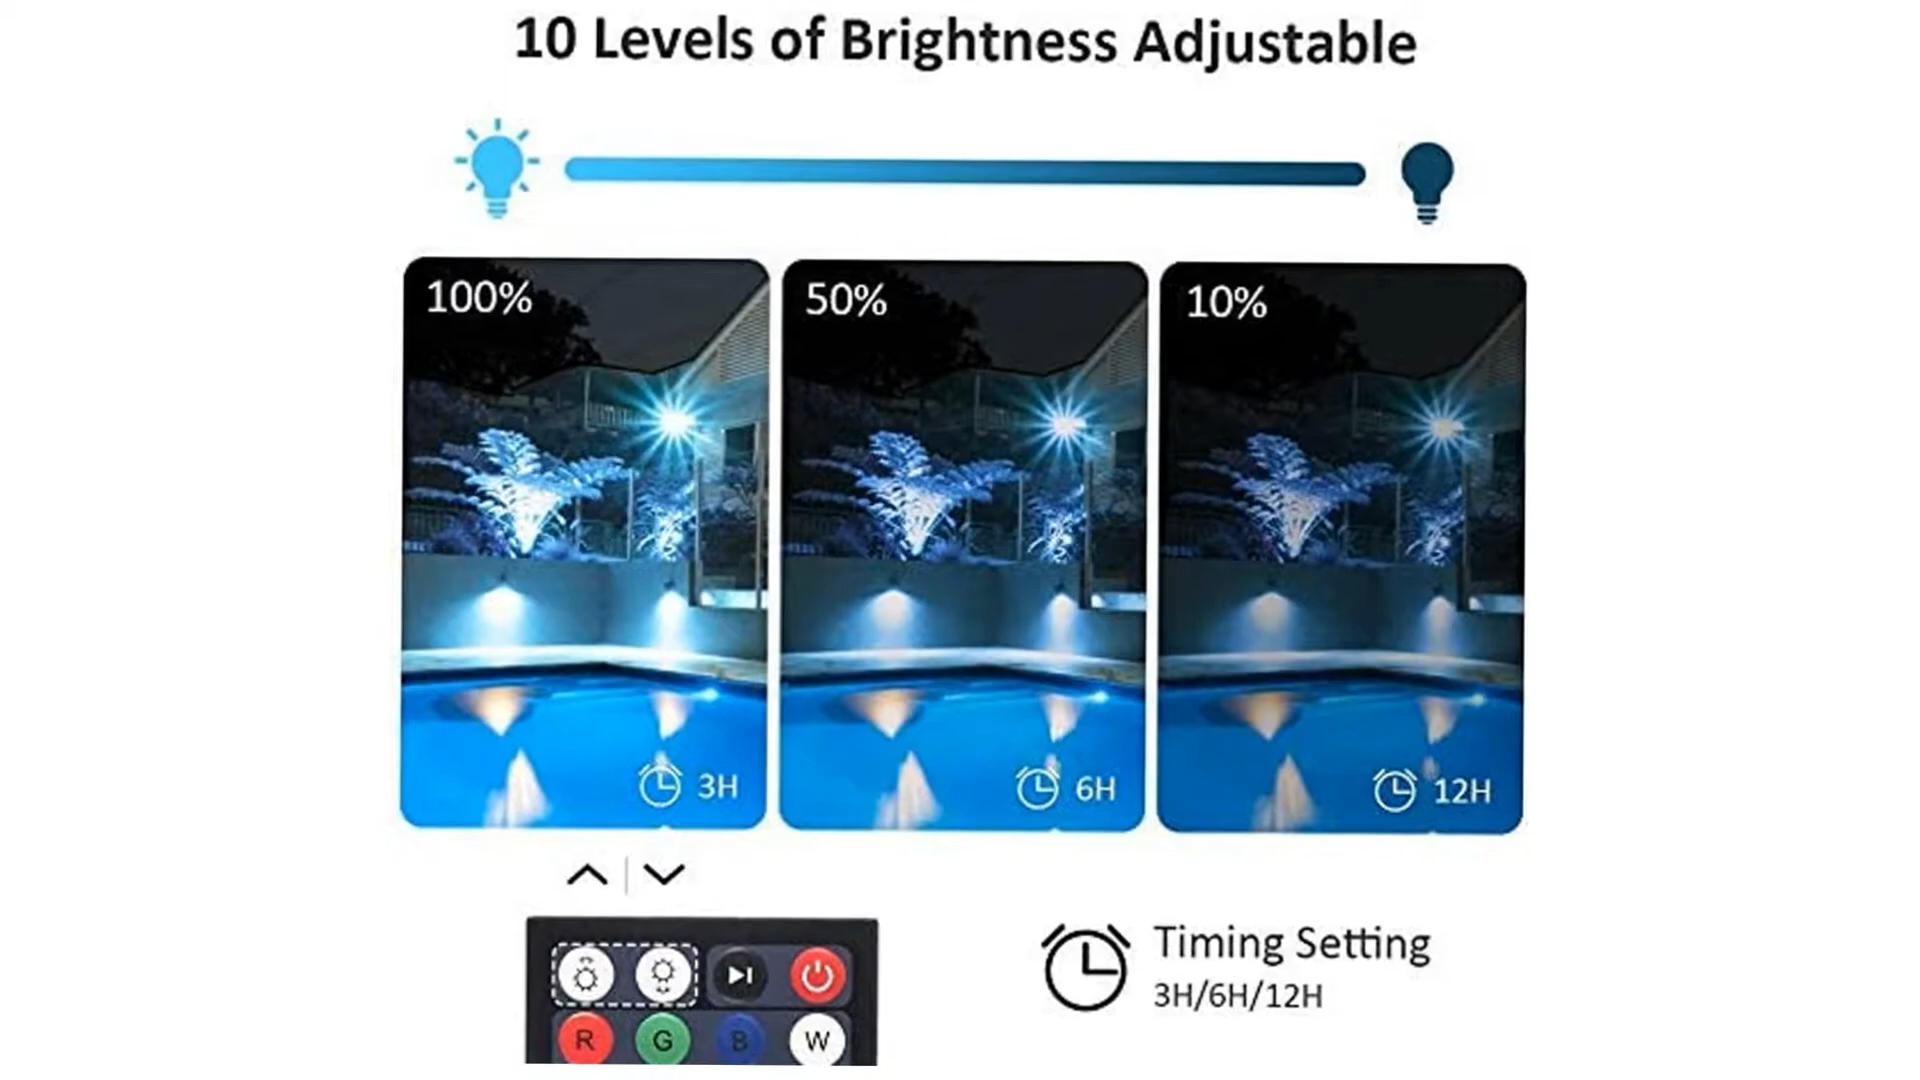 10 Levels of Brightness Adjustable
100%
50%
10%
3H
6H
12H
Timing Setting
3H/6H/12H
R G B W